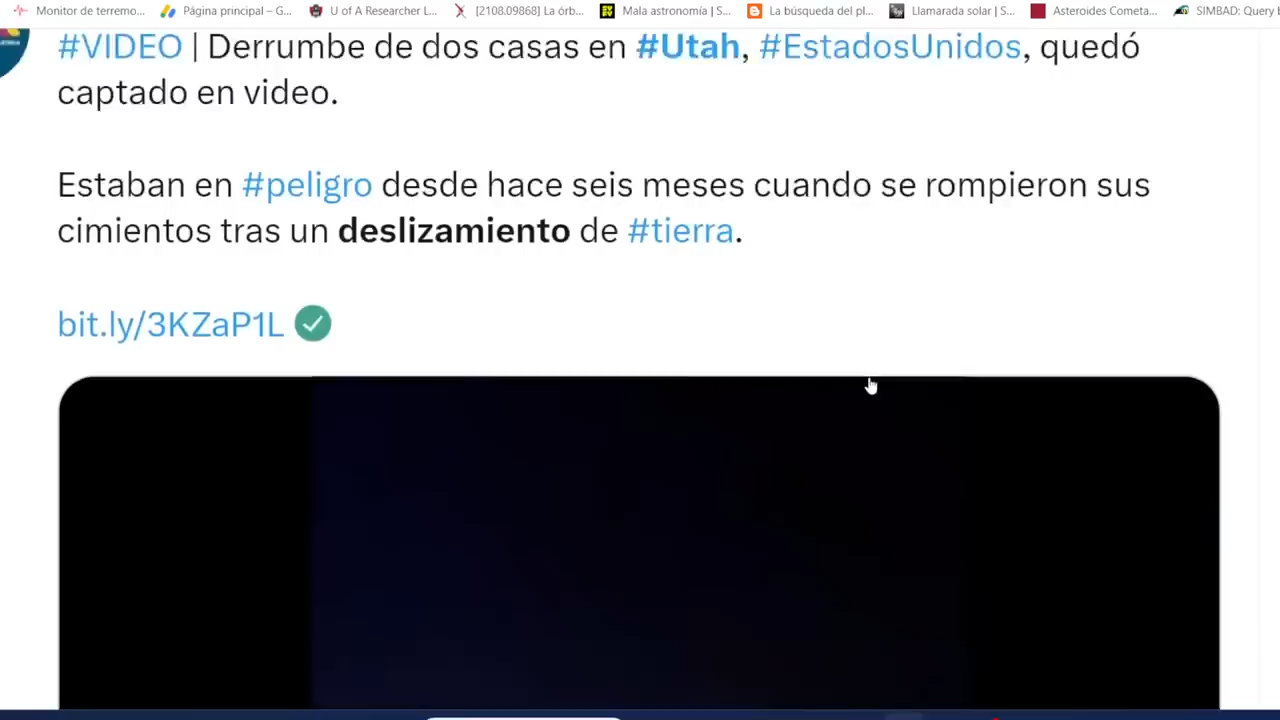 Monitor de terremo... Página principal – G... U of A Researcher L... [2108.09868] La órb... Mala astronomía | S... La búsqueda del pl... Llamarada solar | S... Asteroides Cometa... SIMBAD: Query
#VIDEO | Derrumbe de dos casas en #Utah, #EstadosUnidos, quedó
captado en video.
Estaban en #peligro desde hace seis meses cuando se rompieron sus
cimientos tras un deslizamiento de #tierra.
bit.ly/3KZaP1L